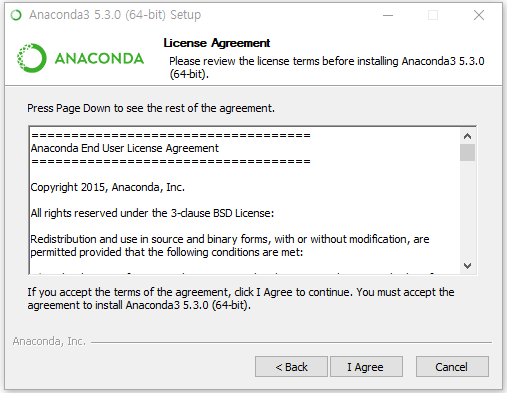 Anaconda3 5.3.0 (64-bit) Setup
ANACONDA
License Agreement
Please review the license terms before installing Anaconda3 5.3.0
(64-bit).
Press Page Down to see the rest of the agreement.
===================================
Anaconda End User License Agreement
===================================
Copyright 2015, Anaconda, Inc.
All rights reserved under the 3-clause BSD License:
Redistribution and use in source and binary forms, with or without modification, are
permitted provided that the following conditions are met:
If you accept the terms of the agreement, click I Agree to continue. You must accept the
agreement to install Anaconda3 5.3.0 (64-bit).
Anaconda, Inc.
< Back
I Agree
Cancel